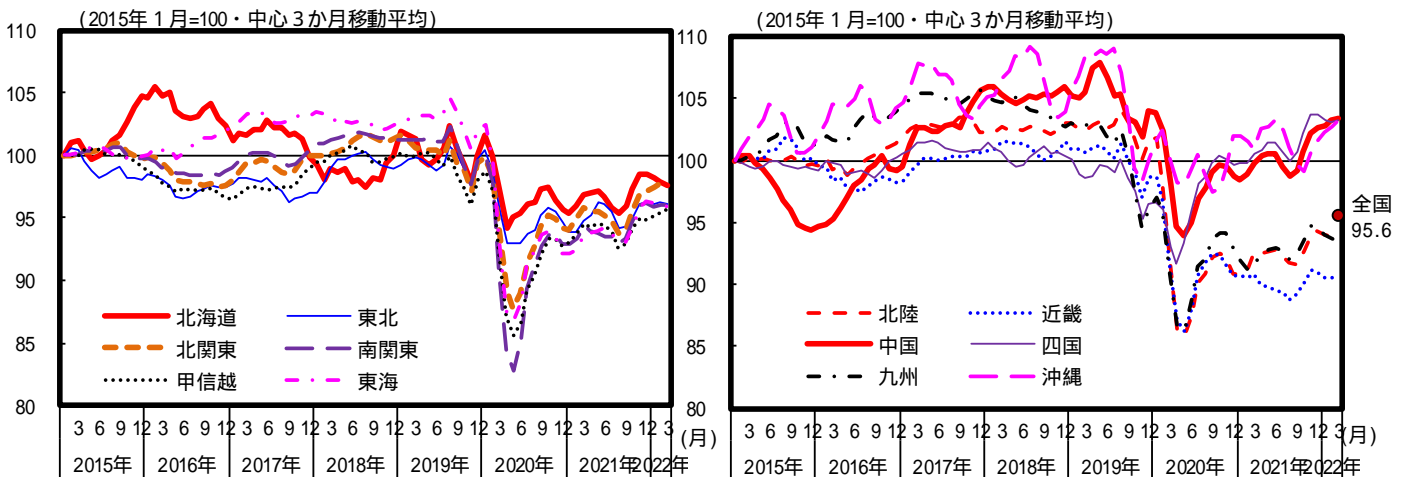 (2015年１月=100・中心３か月移動平均)
110
105
100
95
90
85
80
北海道
東北
北関東
南関東
甲信越
東海
3 6 9 12 3 6 9 12 3 6 9 12 3 6 9 12 3 6 9 12 3 6 9 12 3 6 9 12 3
(月)
2015年 2016年 2017年 2018年 2019年 2020年 2021年 2022年
(2015年１月=100・中心３か月移動平均)
110
105
100
95
90
85
80
全国
95.6
北陸
近畿
中国
四国
九州
沖縄
3 6 9 12 3 6 9 12 3 6 9 12 3 6 9 12 3 6 9 12 3 6 9 12 3 6 9 12 3
(月)
2015年 2016年 2017年 2018年 2019年 2020年 2021年 2022年